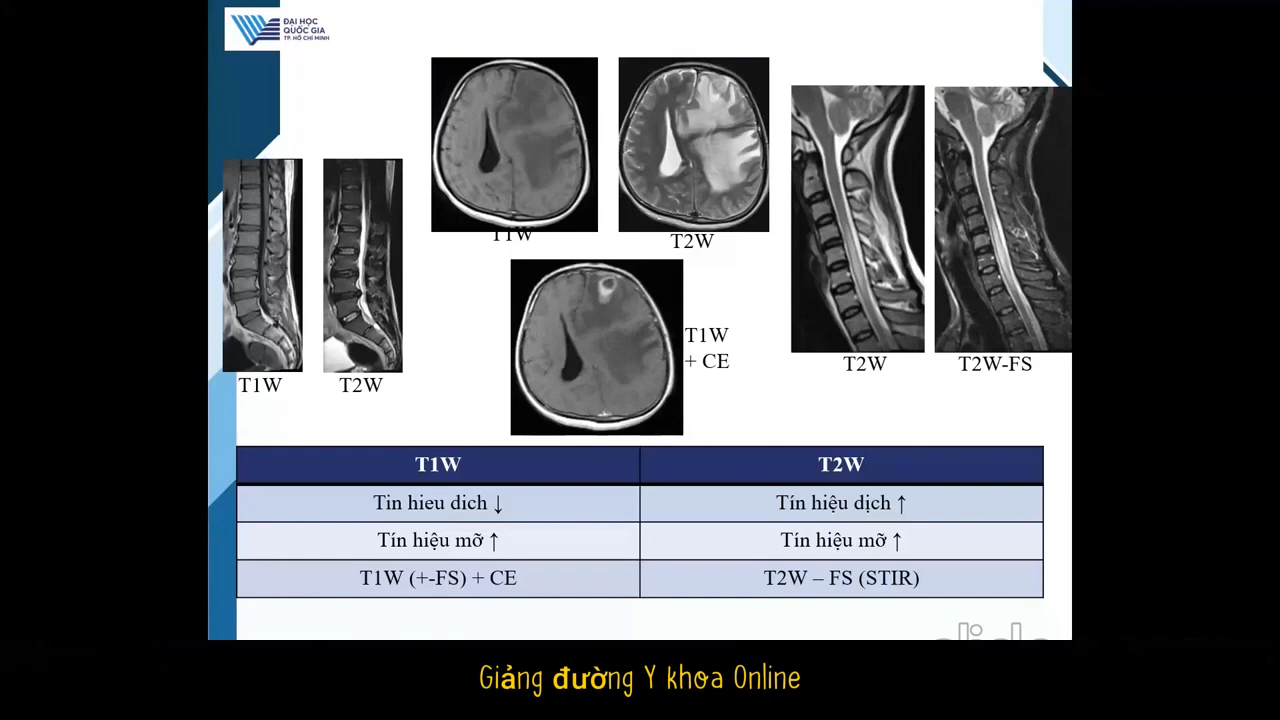 ĐẠI HỌC
QUỐC GIA
TP. HỒ CHÍ MINH
T1W
T2W
T1W
T2W
T1W
+ CE
T2W
T2W-FS
T1W
T2W
Tin hieu dich ↓
Tín hiệu dịch ↑
Tín hiệu mỡ ↑
Tín hiệu mỡ ↑
T1W (+-FS) + CE
T2W – FS (STIR)
Giảng đường Y khoa Online